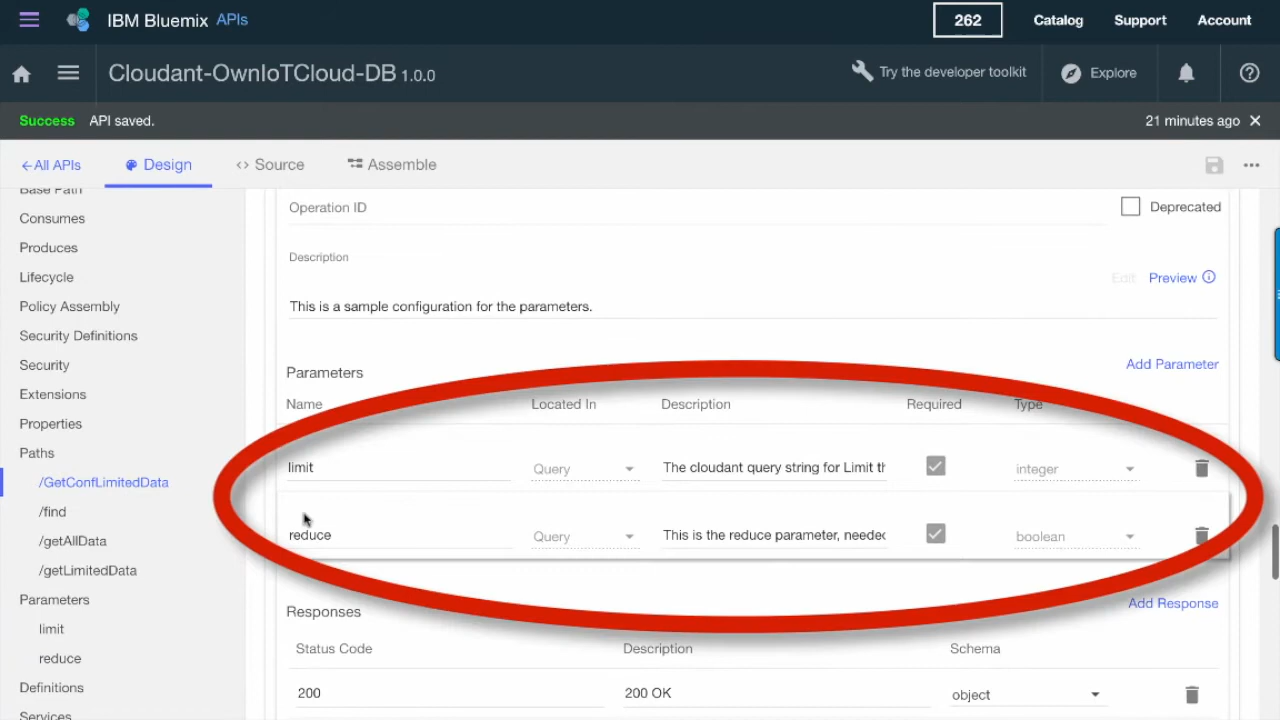 IBM Bluemix APIs 262 Catalog Support Account
Cloudant-OwnIoTCloud-DB 1.0.0 Try the developer toolkit Explore
Success API saved. 21 minutes ago
All APIs Design <> Source Assemble
Base Path
Consumes
Produces
Lifecycle
Policy Assembly
Security Definitions
Security
Extensions
Properties
Paths
/GetConfLimitedData
/find
/getAllData
/getLimitedData
Parameters
limit
reduce
Definitions
Services
Operation ID Deprecated
Description
Edit Preview
This is a sample configuration for the parameters.
Parameters Add Parameter
Name Located In Description Required Type
limit Query The cloudant query string for Limit th integer
reduce Query This is the reduce parameter, needed boolean
Responses Add Response
Status Code Description Schema
200 200 OK object